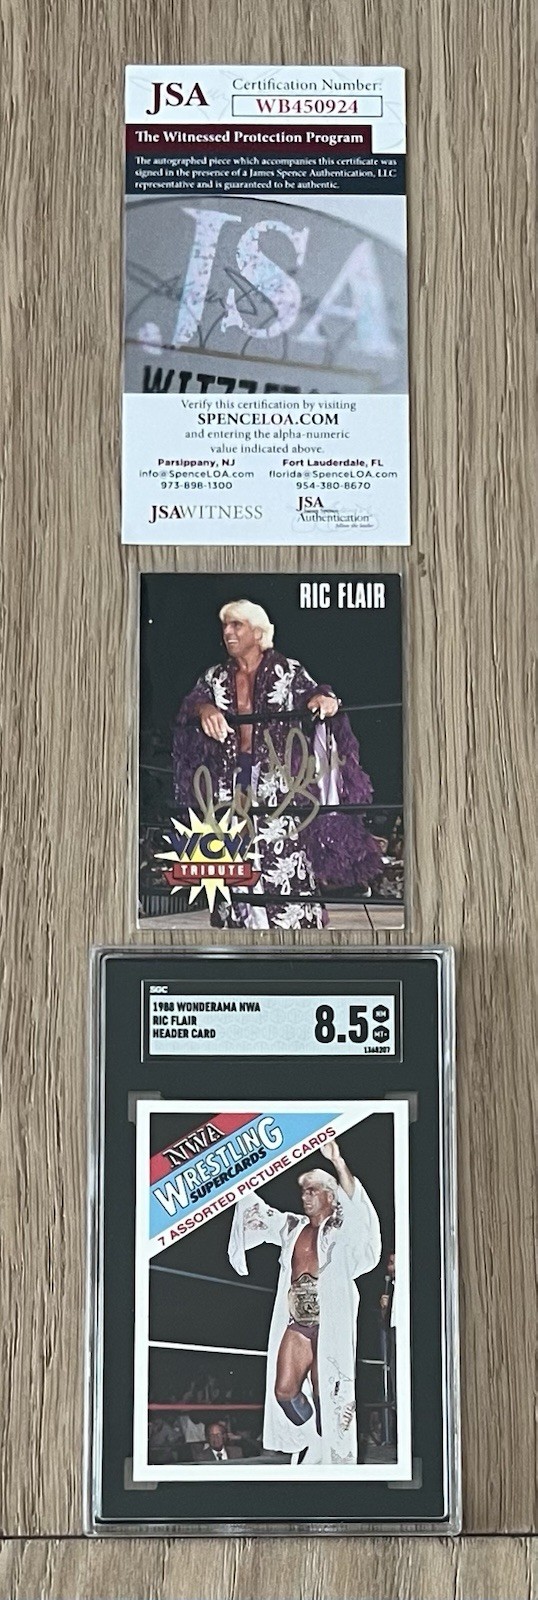 JSA
Certification Number:
WB450924
The Witnessed Protection Program
The autographed piece which accompanies this certificate was
signed in the presence of a James Spence Authentication, LLC
representative and is guaranteed to be authentic.
JSA
Verify this certification by visiting
SPENCELOA.COM
and entering the alpha-numeric
value indicated above.
Parsippany, NJ
info@SpenceLOA.com
973-898-1300
Fort Lauderdale, FL
florida@SpenceLOA.com
954-380-8670
JSAWITNESS
JSA
Authentication
RIC FLAIR
WCW
TRIBUTE
SGC
1988 WONDERAMA NWA
RIC FLAIR
HEADER CARD
8.5
NM
MT+
1368207
NWA
WRESTLING
SUPERCARDS
7 ASSORTED PICTURE CARDS